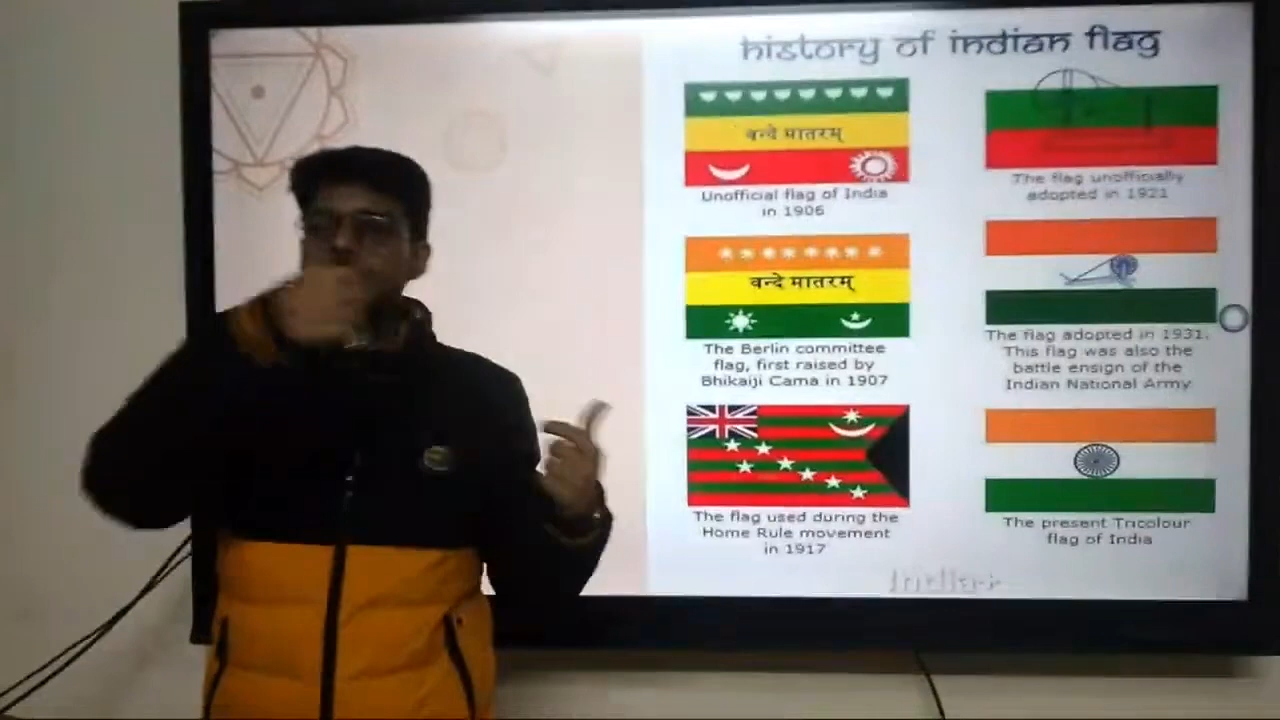 History of Indian Flag
वन्दे मातरम्
Unofficial flag of India
in 1906
The flag unofficially
adopted in 1921
वन्दे मातरम्
The Berlin committee
flag, first raised by
Bhikaiji Cama in 1907
The flag adopted in 1931.
This flag was also the
battle ensign of the
Indian National Army
The flag used during the
Home Rule movement
in 1917
The present Tricolour
flag of India